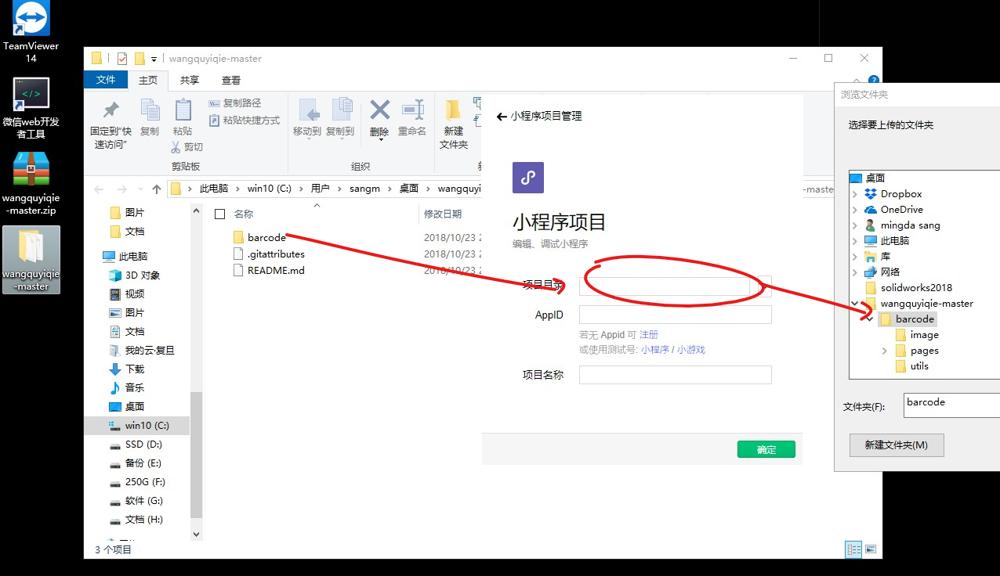 TeamViewer
14
微信web开发
者工具
wangquyiqie
-master.zip
wangquyiqie
-master
wangquyiqie-master
文件
主页
共享
查看
固定到"快
速访问"
复制
粘贴
复制路径
粘贴快捷方式
剪切
剪贴板
移动到
复制到
删除
重命名
组织
新建
文件夹
此电脑
win10 (C:)
用户
sangm
桌面
wangquyi
-maste
图片
文档
此电脑
3D 对象
视频
图片
文档
我的云·复旦
下载
音乐
桌面
win10 (C:)
SSD (D:)
备份 (E:)
250G (F:)
软件 (G:)
文档 (H:)
3 个项目
名称
修改日期
barcode
2018/10/23 2
.gitattributes
2018/10/23 2
README.md
2018/10/23 2
小程序项目管理
小程序项目
编辑、调试小程序
项目目录
AppID
若无 Appid 可 注册
或使用测试号: 小程序 / 小游戏
项目名称
确定
浏览文件夹
选择要上传的文件夹
桌面
Dropbox
OneDrive
mingda sang
此电脑
库
网络
solidworks2018
wangquyiqie-master
barcode
image
pages
utils
文件夹(F):
barcode
新建文件夹(M)